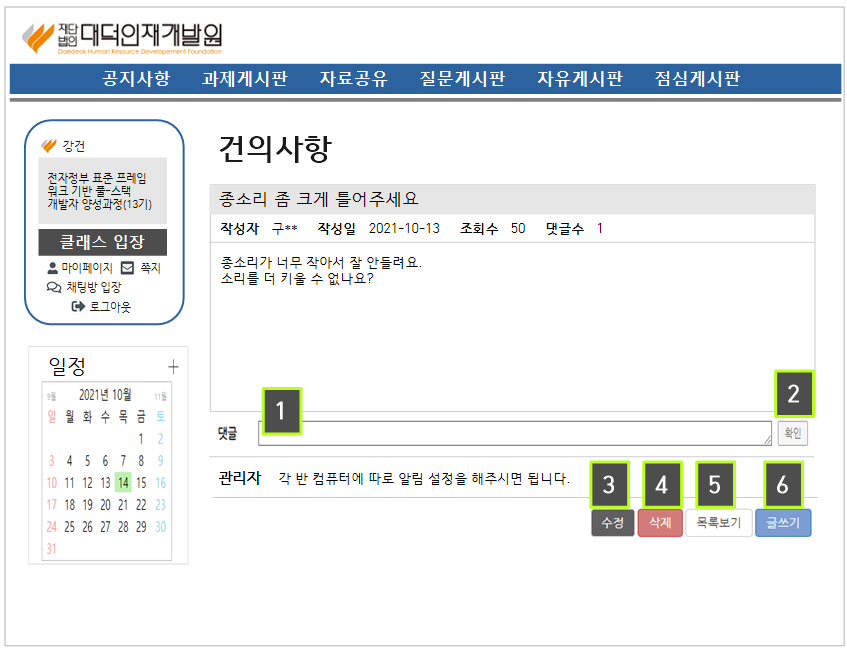 재단
법인 대덕인재개발원
Daedeok Human Resource Developement Foundation
공지사항 과제게시판 자료공유 질문게시판 자유게시판 점심게시판
강건
전자정부 표준 프레임
워크 기반 풀-스택
개발자 양성과정(13기)
클래스 입장
마이페이지 쪽지
채팅방 입장
로그아웃
일정 +
9월 2021년 10월 11월
일 월 화 수 목 금 토
1 2
3 4 5 6 7 8 9
10 11 12 13 14 15 16
17 18 19 20 21 22 23
24 25 26 27 28 29 30
31
건의사항
종소리 좀 크게 틀어주세요
작성자 구** 작성일 2021-10-13 조회수 50 댓글수 1
종소리가 너무 작아서 잘 안들려요.
소리를 더 키울 수 없나요?
1 2
댓글 확인
관리자 각 반 컴퓨터에 따로 알림 설정을 해주시면 됩니다.
3 4 5 6
수정 삭제 목록보기 글쓰기